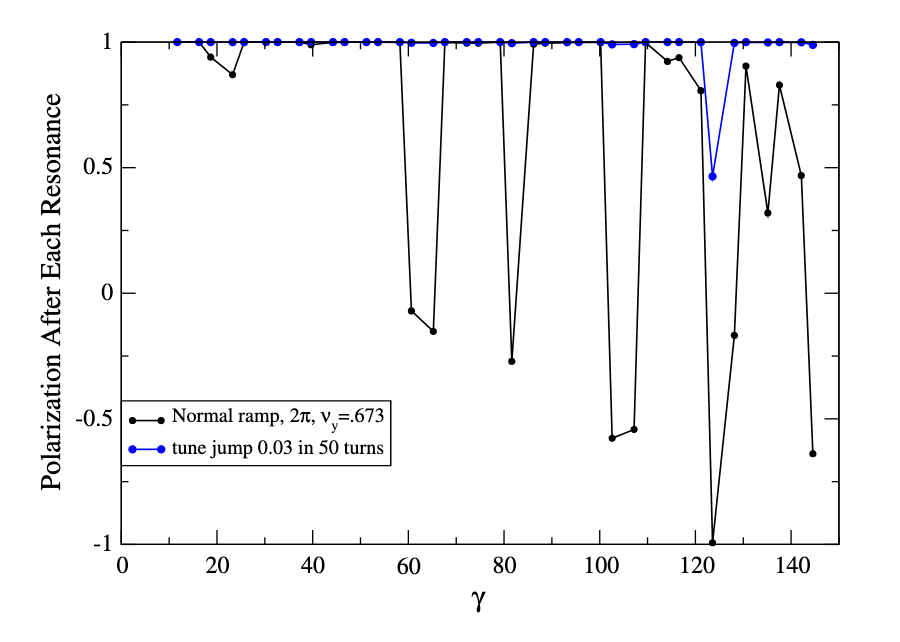 Polarization After Each Resonance
1
0.5
0
-0.5
-1
Normal ramp, 2π, νy=.673
tune jump 0.03 in 50 turns
0 20 40 60 80 100 120 140
γ